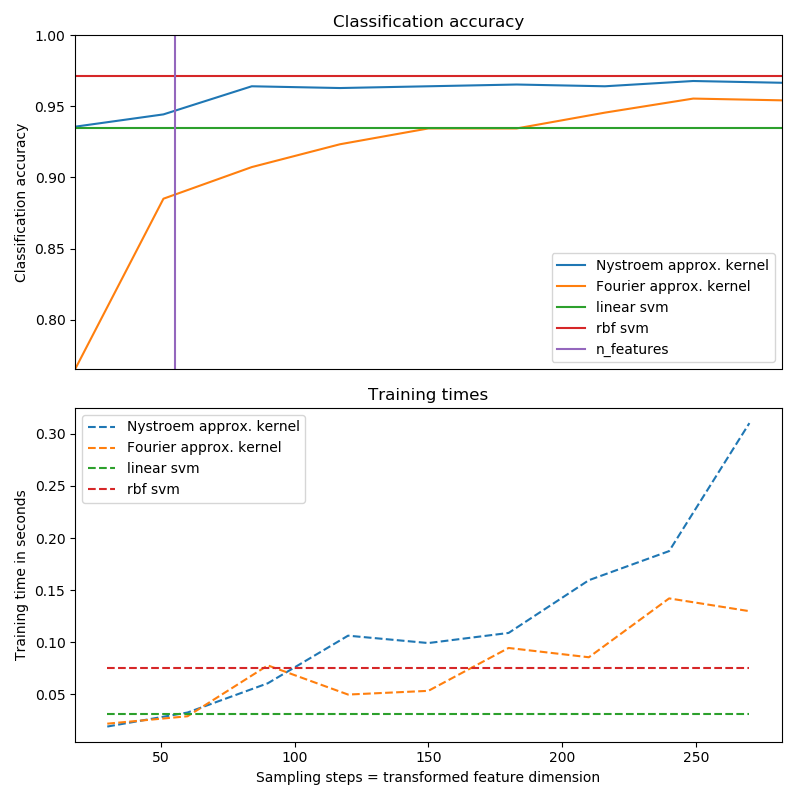 Classification accuracy
1.00
0.95
0.90
0.85
0.80
Classification accuracy
Nystroem approx. kernel
Fourier approx. kernel
linear svm
rbf svm
n_features
Training times
0.30
0.25
0.20
0.15
0.10
0.05
Training time in seconds
Nystroem approx. kernel
Fourier approx. kernel
linear svm
rbf svm
50 100 150 200 250
Sampling steps = transformed feature dimension